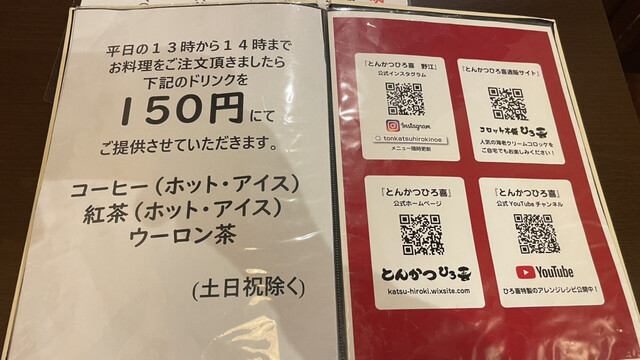 平日の１３時から１４時まで
お料理をご注文頂きましたら
下記のドリンクを
１５０円にて
ご提供させていただきます。
コーヒー（ホット・アイス）
紅茶（ホット・アイス）
ウーロン茶
(土日祝除く)
『とんかつひろ喜　野江』
公式インスタグラム
Instagram
tonkatsuhirokinoe
メニュー随時更新
『とんかつひろ喜通販サイト』
コロッケ本舗 ひろ喜
人気の海老クリームコロッケを
ご自宅でもお楽しみください！
『とんかつひろ喜』
公式ホームページ
とんかつひろ喜
katsu-hiroki.wixsite.com
『とんかつひろ喜』
公式 YouTube チャンネル
YouTube
ひろ喜特製のアレンジレシピ公開中！